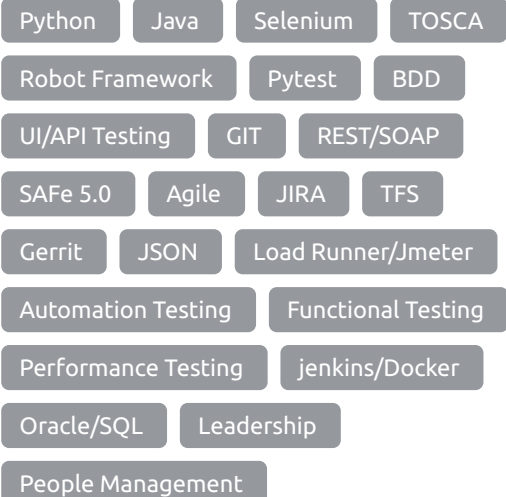 Python Java Selenium TOSCA
Robot Framework Pytest BDD
UI/API Testing GIT REST/SOAP
SAFe 5.0 Agile JIRA TFS
Gerrit JSON Load Runner/Jmeter
Automation Testing Functional Testing
Performance Testing jenkins/Docker
Oracle/SQL Leadership
People Management